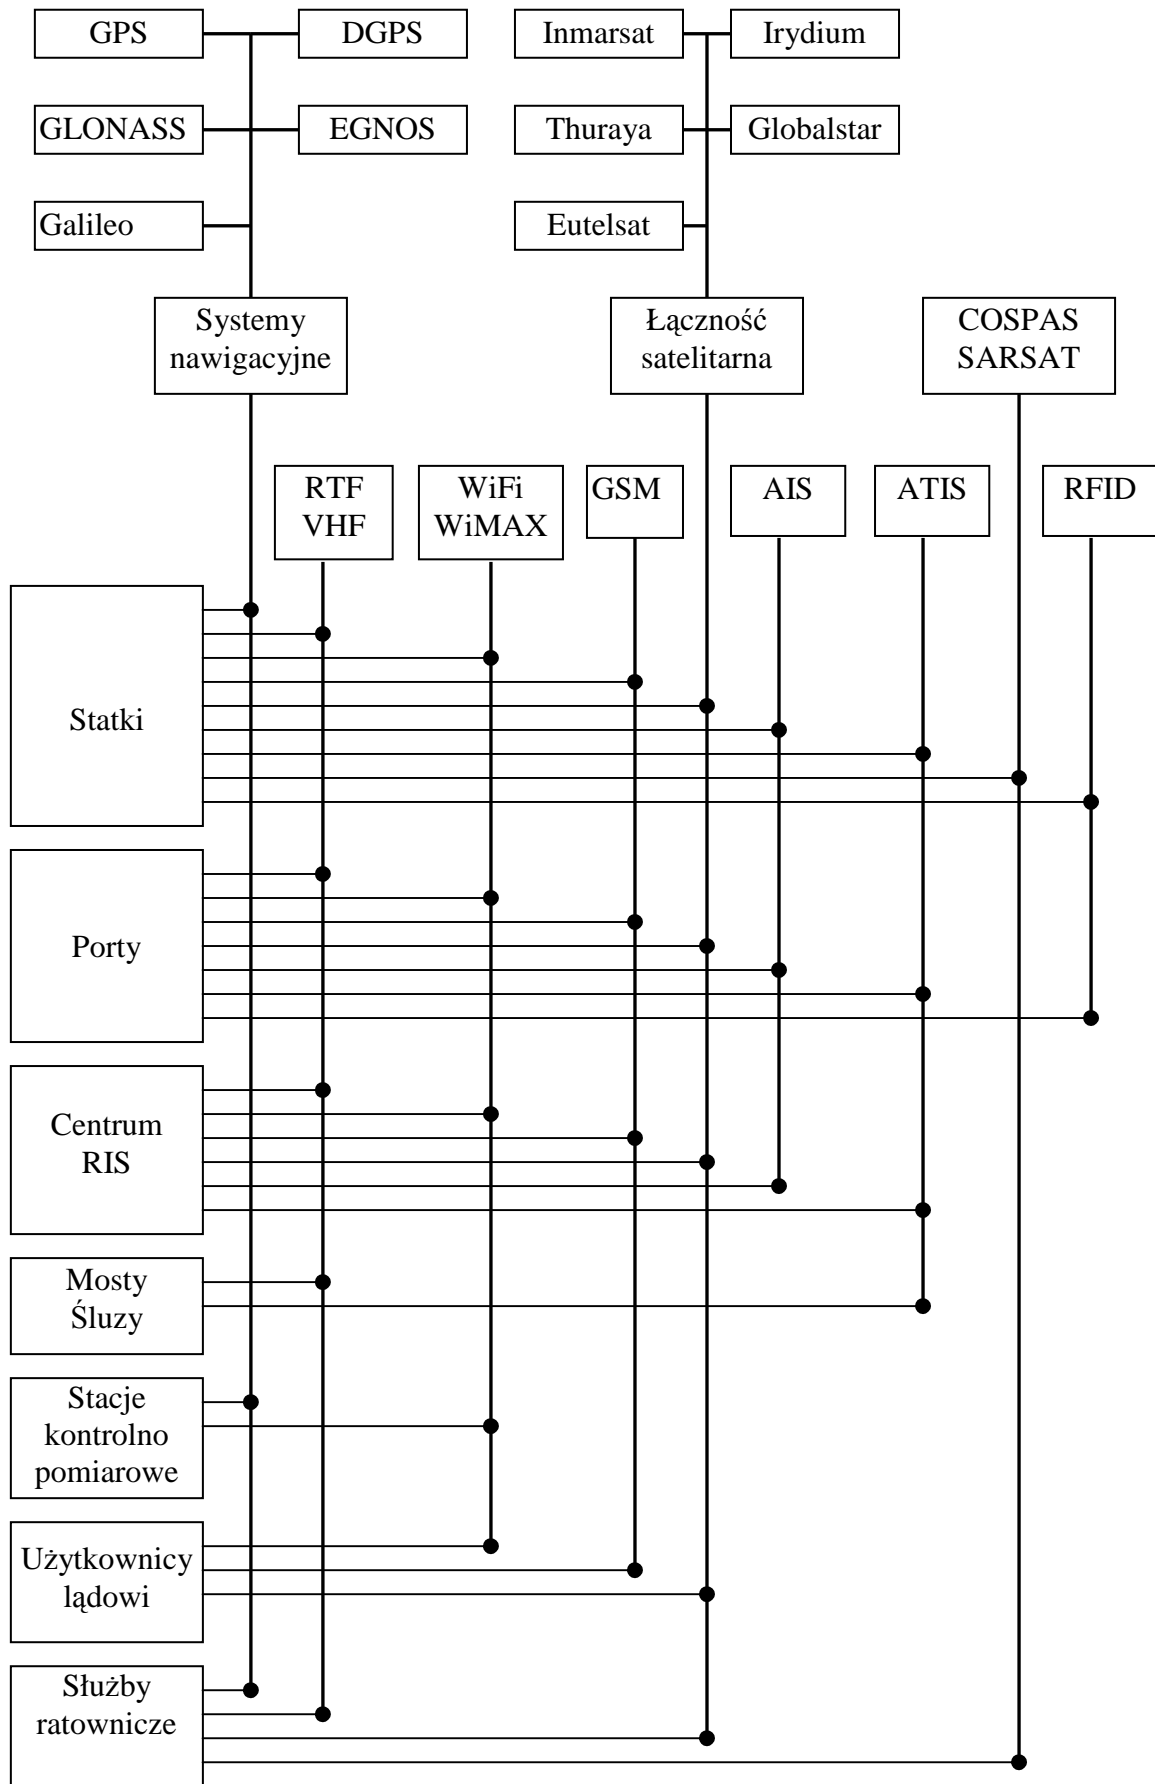 GPS
DGPS
Inmarsat
Irydium
GLONASS
EGNOS
Thuraya
Globalstar
Galileo
Eutelsat
Systemy
nawigacyjne
Łączność
satelitarna
COSPAS
SARSAT
RTF
VHF
WiFi
WiMAX
GSM
AIS
ATIS
RFID
Statki
Porty
Centrum
RIS
Mosty
Śluzy
Stacje
kontrolno
pomiarowe
Użytkownicy
lądowi
Służby
ratownicze